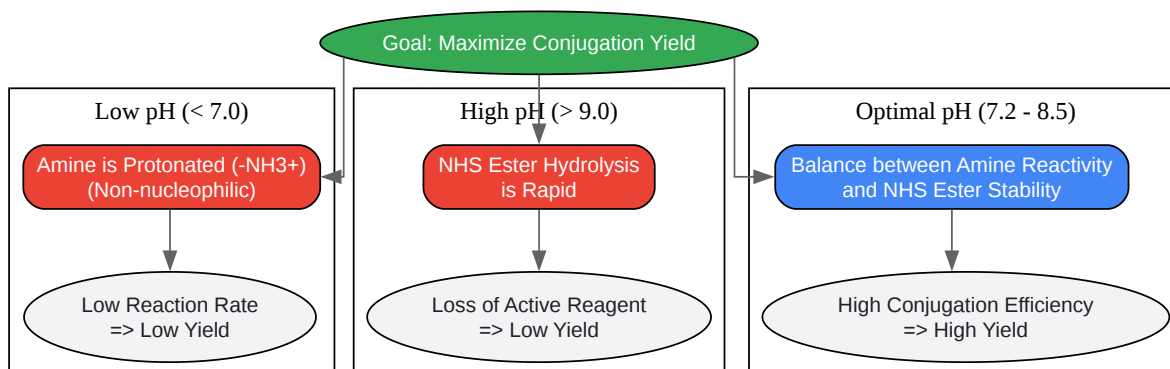 Goal: Maximize Conjugation Yield
Low pH (< 7.0)
Amine is Protonated (-NH3+)
(Non-nucleophilic)
Low Reaction Rate
=> Low Yield
High pH (> 9.0)
NHS Ester Hydrolysis
is Rapid
Loss of Active Reagent
=> Low Yield
Optimal pH (7.2 - 8.5)
Balance between Amine Reactivity
and NHS Ester Stability
High Conjugation Efficiency
=> High Yield